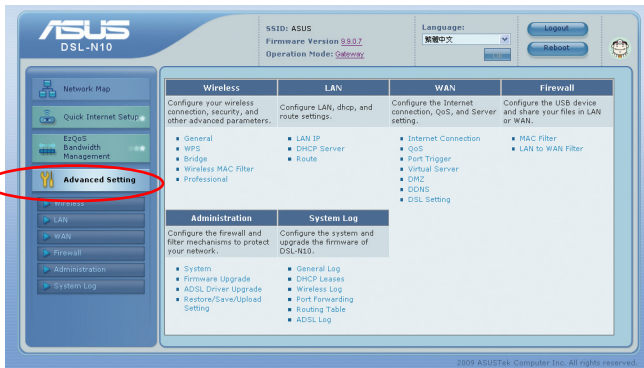 ASUS
DSL-N10
SSID: ASUS
Firmware Version 9.9.0.7
Operation Mode: Gateway
Language:
繁體中文
Logout
Reboot
Network Map
Quick Internet Setup
EzQoS
Bandwidth
Management
Advanced Setting
Wireless
LAN
WAN
Firewall
Administration
System Log
Wireless
Configure your wireless
connection, security, and
other advanced parameters.
General
WPS
Bridge
Wireless MAC Filter
Professional
LAN
Configure LAN, dhcp, and
route settings.
LAN IP
DHCP Server
Route
WAN
Configure the Internet
connection, QoS, and Server
setting.
Internet Connection
QoS
Port Trigger
Virtual Server
DMZ
DDNS
DSL Setting
Firewall
Configure the USB device
and share your files in LAN
or WAN.
MAC Filter
LAN to WAN Filter
Administration
Configure the firewall and
filter mechanisms to protect
your network.
System
Firmware Upgrade
ADSL Driver Upgrade
Restore/Save/Upload
Setting
System Log
Configure the system and
upgrade the firmware of
DSL-N10.
General Log
DHCP Leases
Wireless Log
Port Forwarding
Routing Table
ADSL Log
2009 ASUSTek Computer Inc. All rights reserved.